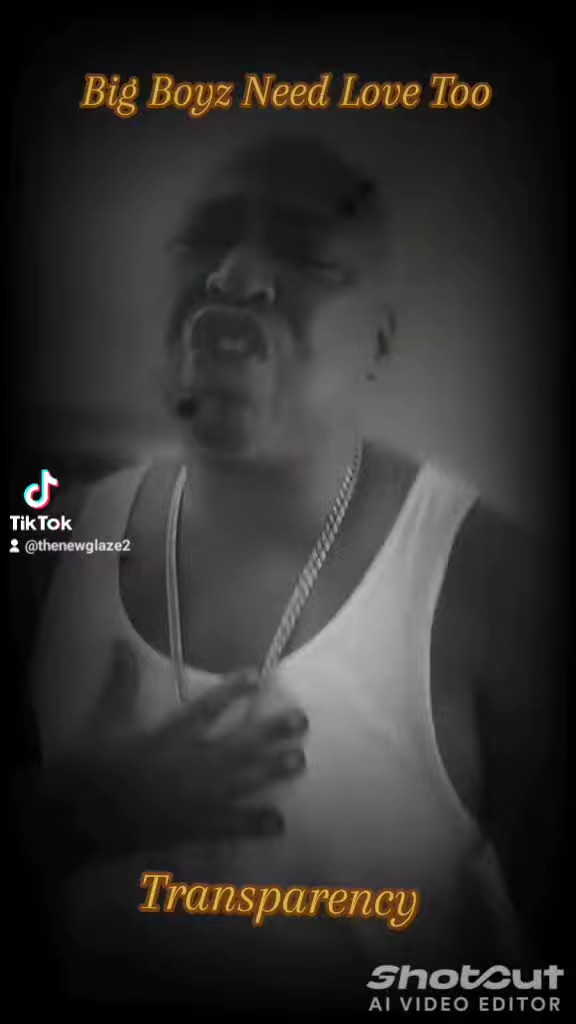 Big Boyz Need Love Too
TikTok
@thenewglaze2
Transparency
ShotCut
AI VIDEO EDITOR